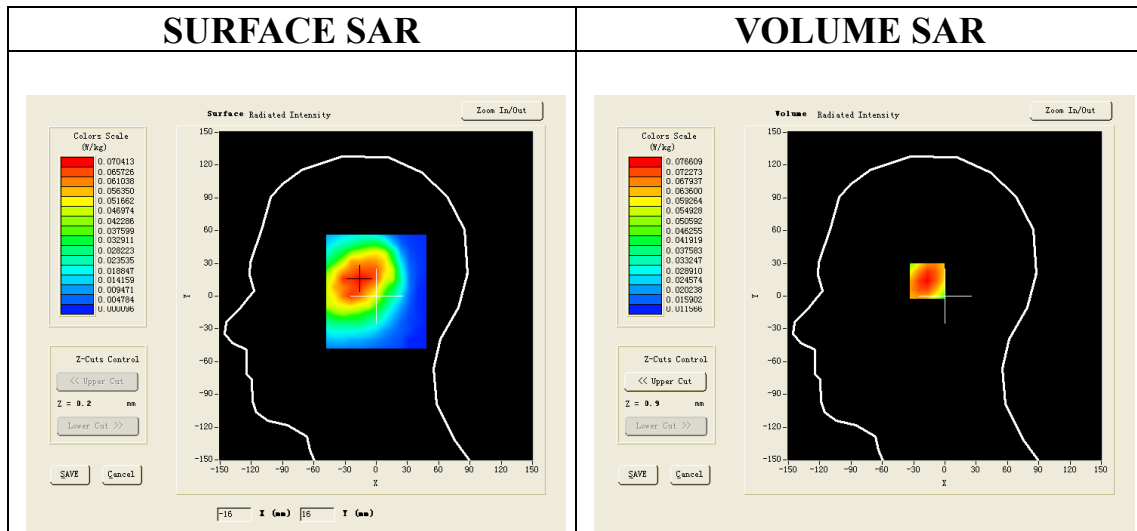 SURFACE SAR
VOLUME SAR
Zoom In/Out
Surface Radiated Intensity
Colors Scale
(W/kg)
0.070413
0.065726
0.061038
0.056350
0.051662
0.046974
0.042286
0.037599
0.032911
0.028223
0.023535
0.018847
0.014159
0.009471
0.004784
0.000096
150
120
90
60
30
0
-30
-60
-90
-120
-150
Y
-150 -120 -90 -60 -30 0 30 60 90 120 150
X
Z-Cuts Control
<< Upper Cut
Z = 0.2 mm
Lower Cut >>
SAVE Cancel
-16 X (mm) 16 Y (mm)
Zoom In/Out
Volume Radiated Intensity
Colors Scale
(W/kg)
0.076609
0.072273
0.067937
0.063600
0.059264
0.054928
0.050592
0.046255
0.041919
0.037583
0.033247
0.028910
0.024574
0.020238
0.015902
0.011566
150
120
90
60
30
0
-30
-60
-90
-120
-150
Y
-150 -120 -90 -60 -30 0 30 60 90 120 150
X
Z-Cuts Control
<< Upper Cut
Z = 0.9 mm
Lower Cut >>
SAVE Cancel